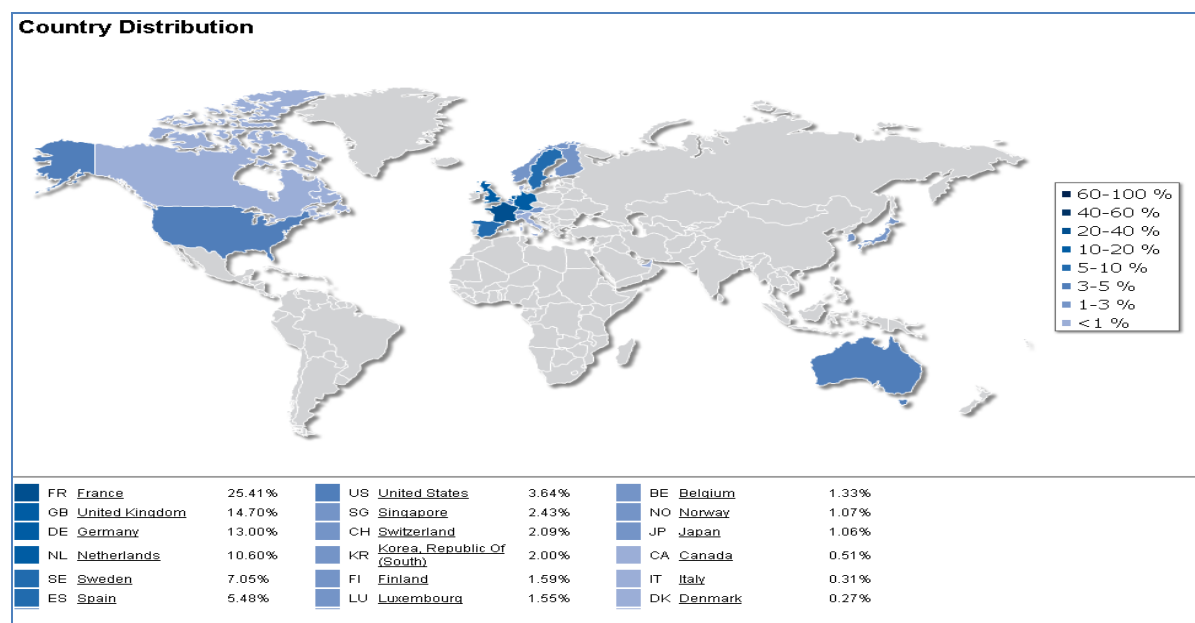 Country Distribution
60-100 %
40-60 %
20-40 %
10-20 %
5-10 %
3-5 %
1-3 %
<1 %
FR France 25.41% US United States 3.64% BE Belgium 1.33%
GB United Kingdom 14.70% SG Singapore 2.43% NO Norway 1.07%
DE Germany 13.00% CH Switzerland 2.09% JP Japan 1.06%
NL Netherlands 10.60% KR Korea, Republic Of (South) 2.00% CA Canada 0.51%
SE Sweden 7.05% FI Finland 1.59% IT Italy 0.31%
ES Spain 5.48% LU Luxembourg 1.55% DK Denmark 0.27%